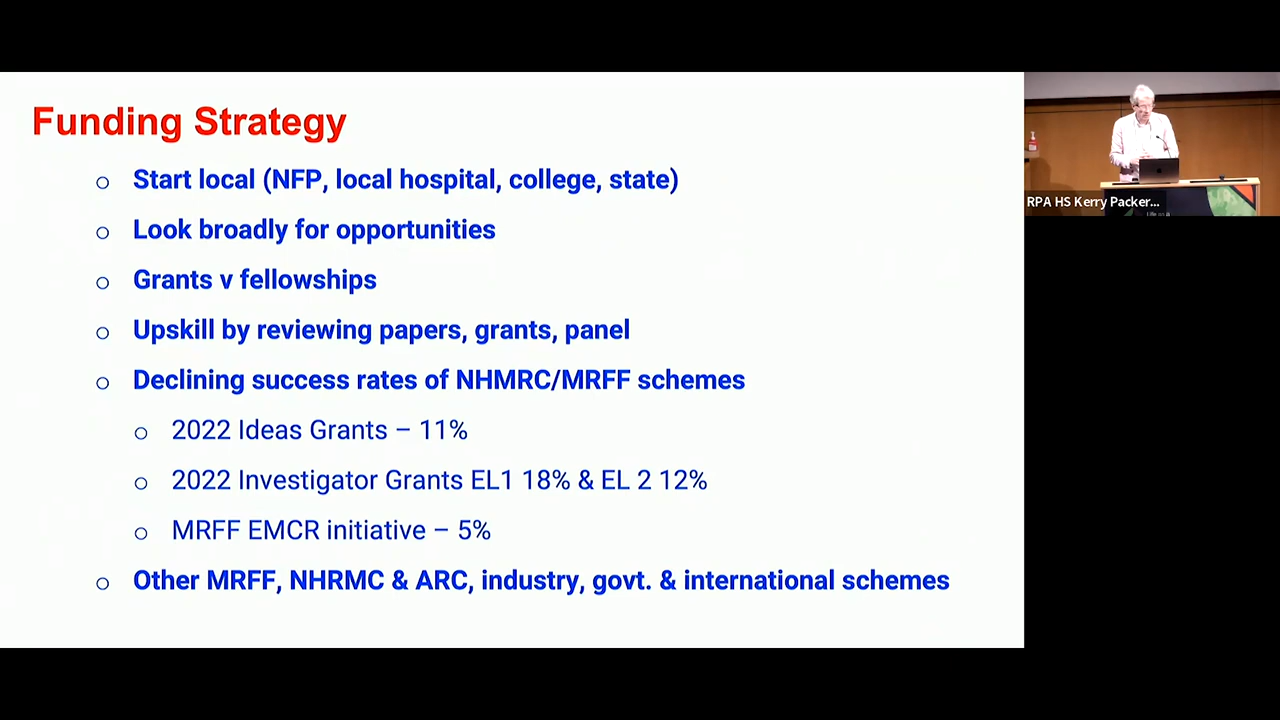 Funding Strategy
o Start local (NFP, local hospital, college, state)
o Look broadly for opportunities
o Grants v fellowships
o Upskill by reviewing papers, grants, panel
o Declining success rates of NHMRC/MRFF schemes
o 2022 Ideas Grants – 11%
o 2022 Investigator Grants EL1 18% & EL 2 12%
o MRFF EMCR initiative – 5%
o Other MRFF, NHRMC & ARC, industry, govt. & international schemes
RPA HS Kerry Packer...